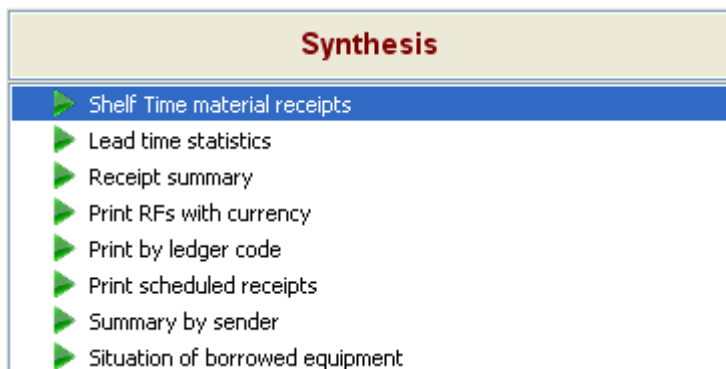 Synthesis
Shelf Time material receipts
Lead time statistics
Receipt summary
Print RFs with currency
Print by ledger code
Print scheduled receipts
Summary by sender
Situation of borrowed equipment